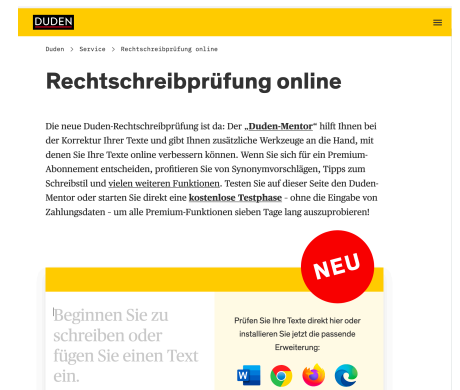 DUDEN
Duden > Service > Rechtschreibprüfung online
Rechtschreibprüfung online
Die neue Duden-Rechtschreibprüfung ist da: Der „Duden-Mentor“ hilft Ihnen bei
der Korrektur Ihrer Texte und gibt Ihnen zusätzliche Werkzeuge an die Hand, mit
denen Sie Ihre Texte online verbessern können. Wenn Sie sich für ein Premium-
Abonnement entscheiden, profitieren Sie von Synonymvorschlägen, Tipps zum
Schreibstil und vielen weiteren Funktionen. Testen Sie auf dieser Seite den Duden-
Mentor oder starten Sie direkt eine kostenlose Testphase – ohne die Eingabe von
Zahlungsdaten – um alle Premium-Funktionen sieben Tage lang auszuprobieren!
NEU
Beginnen Sie zu
schreiben oder
fügen Sie einen Text
ein.
Prüfen Sie Ihre Texte direkt hier oder
installieren Sie jetzt die passende
Erweiterung:
W